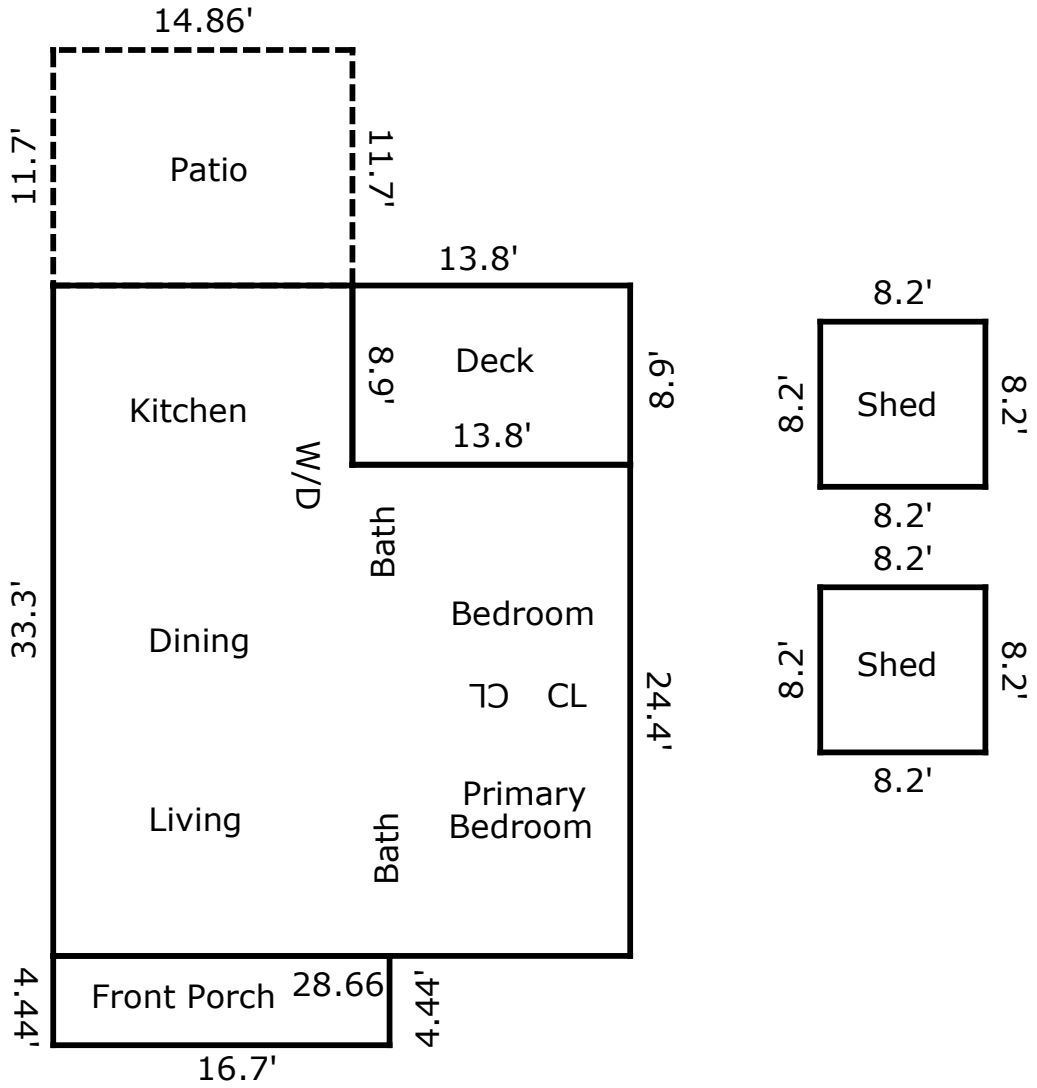 14.86'
11.7'
Patio
11.7'
13.8'
8.9'
Deck
8.9'
13.8'
Kitchen
W/D
Bath
33.3'
Dining
Bedroom
CL
CL
24.4'
Living
Bath
Primary
Bedroom
4.44'
Front Porch
28.66
4.44'
16.7'
8.2'
8.2'
Shed
8.2'
8.2'
8.2'
8.2'
Shed
8.2'
8.2'